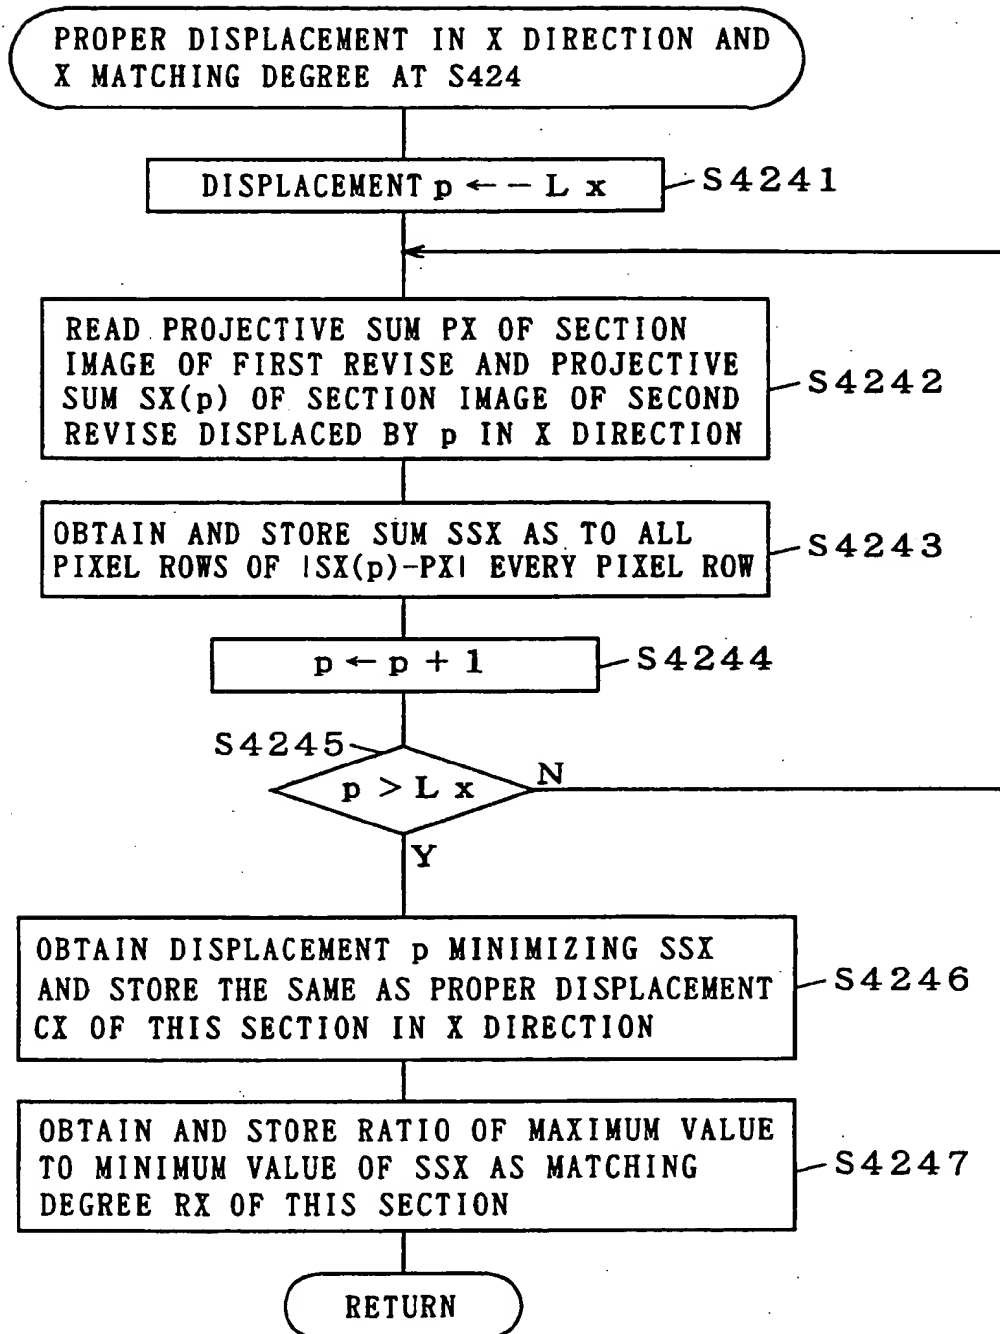 PROPER DISPLACEMENT IN X DIRECTION AND
X MATCHING DEGREE AT S424
DISPLACEMENT p ← - L x
S4241
READ PROJECTIVE SUM PX OF SECTION
IMAGE OF FIRST REVISE AND PROJECTIVE
SUM SX(p) OF SECTION IMAGE OF SECOND
REVISE DISPLACED BY p IN X DIRECTION
S4242
OBTAIN AND STORE SUM SSX AS TO ALL
PIXEL ROWS OF |SX(p)-PX| EVERY PIXEL ROW
S4243
p ← p + 1
S4244
S4245
p > L x
N
Y
OBTAIN DISPLACEMENT p MINIMIZING SSX
AND STORE THE SAME AS PROPER DISPLACEMENT
CX OF THIS SECTION IN X DIRECTION
S4246
OBTAIN AND STORE RATIO OF MAXIMUM VALUE
TO MINIMUM VALUE OF SSX AS MATCHING
DEGREE RX OF THIS SECTION
S4247
RETURN